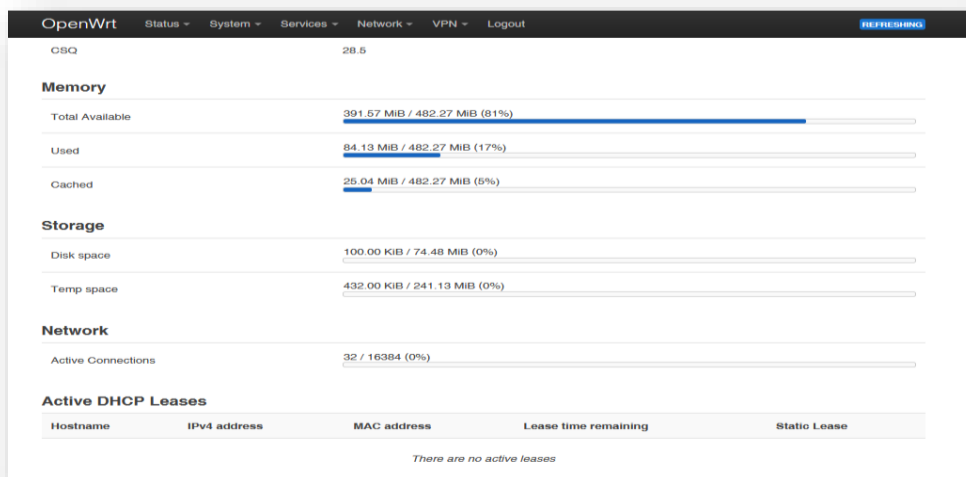 OpenWrt Status System Services Network VPN Logout REFRESHING
CSQ 28.5
Memory
Total Available 391.57 MiB / 482.27 MiB (81%)
Used 84.13 MiB / 482.27 MiB (17%)
Cached 25.04 MiB / 482.27 MiB (5%)
Storage
Disk space 100.00 KiB / 74.48 MiB (0%)
Temp space 432.00 KiB / 241.13 MiB (0%)
Network
Active Connections 32 / 16384 (0%)
Active DHCP Leases
Hostname IPv4 address MAC address Lease time remaining Static Lease
There are no active leases